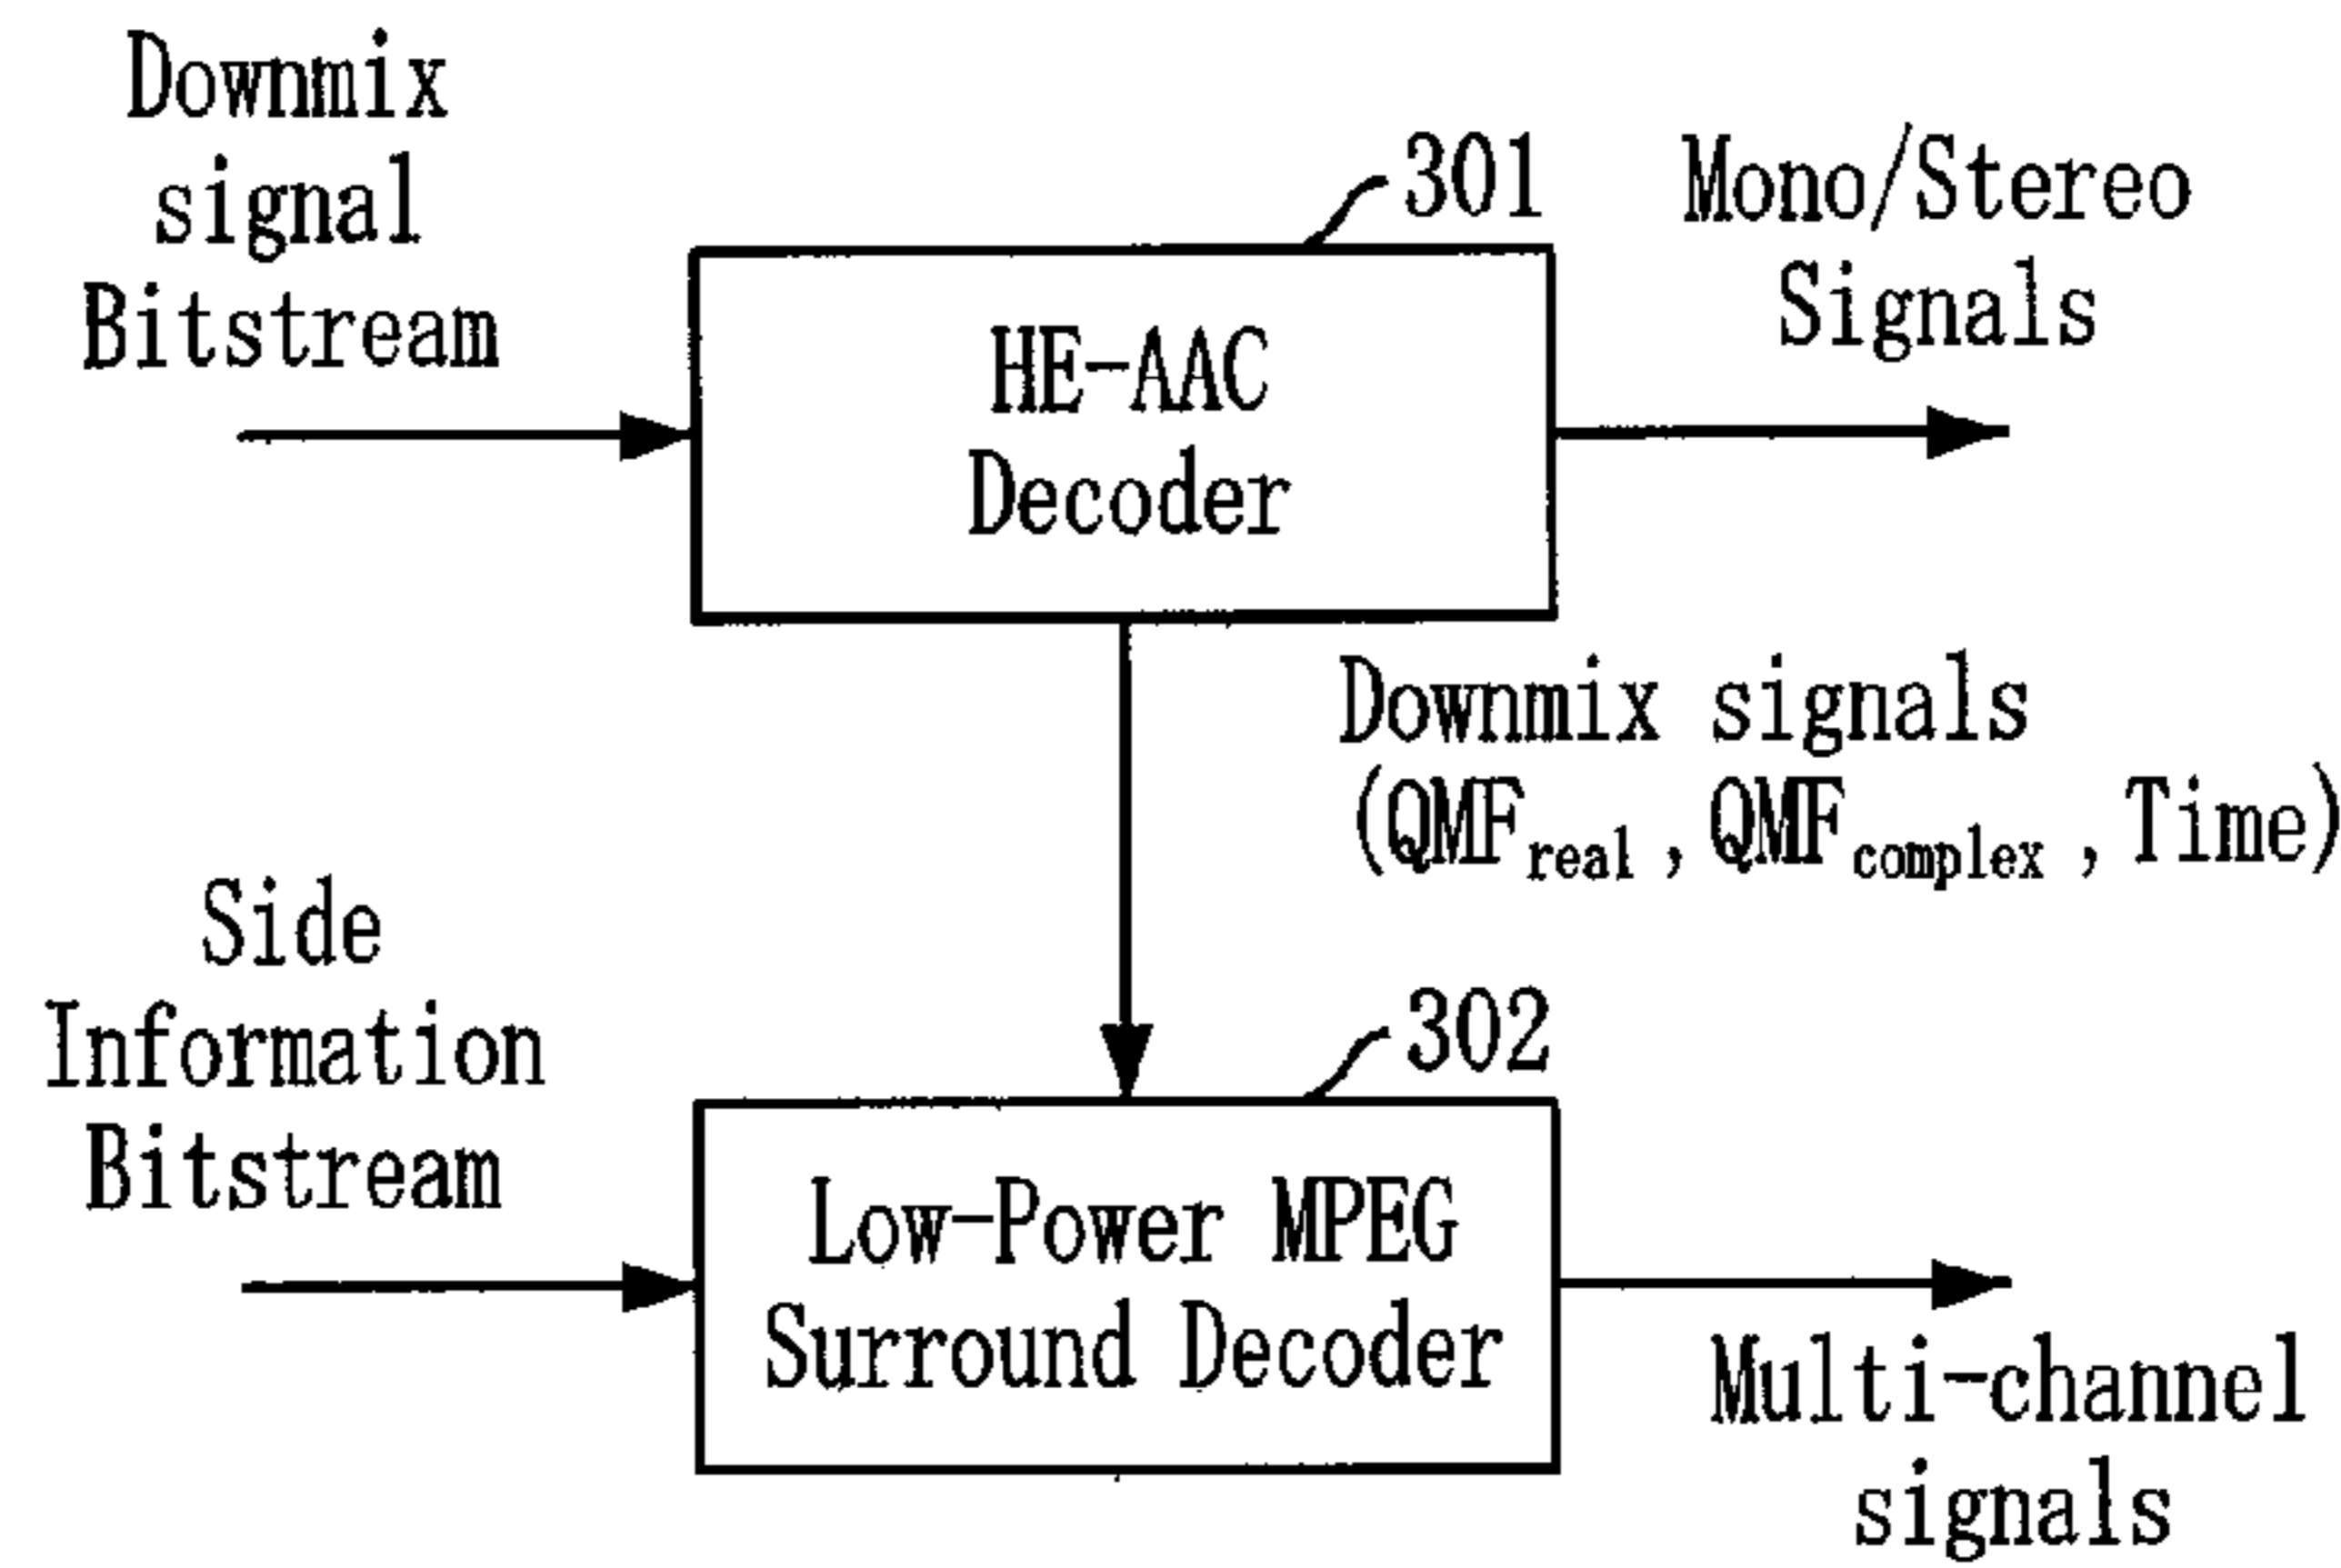 Downmix
signal
Bitstream
301
Mono/Stereo
Signals
HE-AAC
Decoder
Downmix signals
(QMFreal, QMFcomplex, Time)
Side
Information
Bitstream
302
Low-Power MPEG
Surround Decoder
Multi-channel
signals